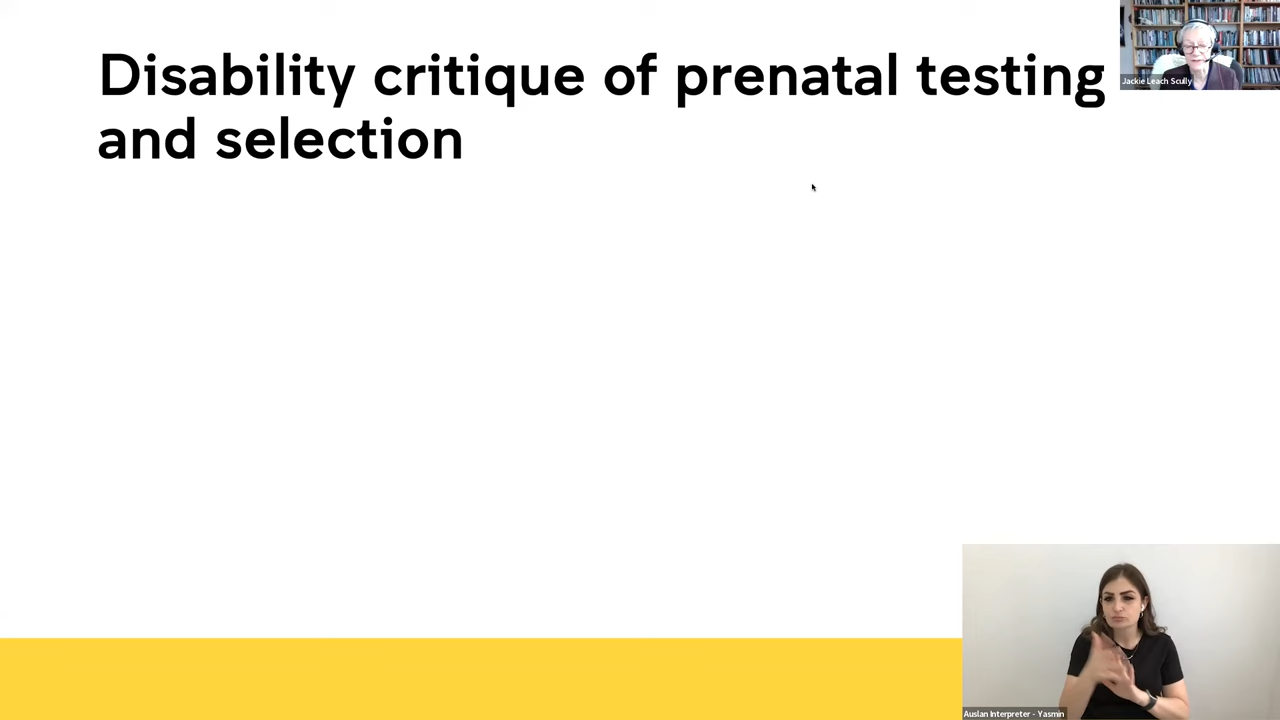 Disability critique of prenatal testing
and selection
Jackie Leach Scully
Auslan Interpreter - Yasmin